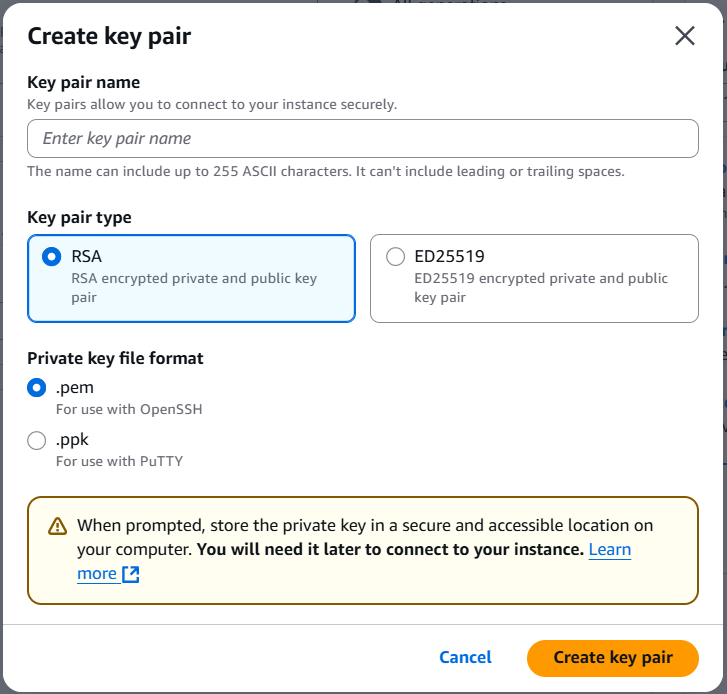 All generations
Create key pair
Key pair name
Key pairs allow you to connect to your instance securely.
Enter key pair name
The name can include up to 255 ASCII characters. It can't include leading or trailing spaces.
Key pair type
RSA
RSA encrypted private and public key
pair
ED25519
ED25519 encrypted private and public
key pair
Private key file format
.pem
For use with OpenSSH
.ppk
For use with PuTTY
When prompted, store the private key in a secure and accessible location on
your computer. You will need it later to connect to your instance. Learn
more
Cancel
Create key pair